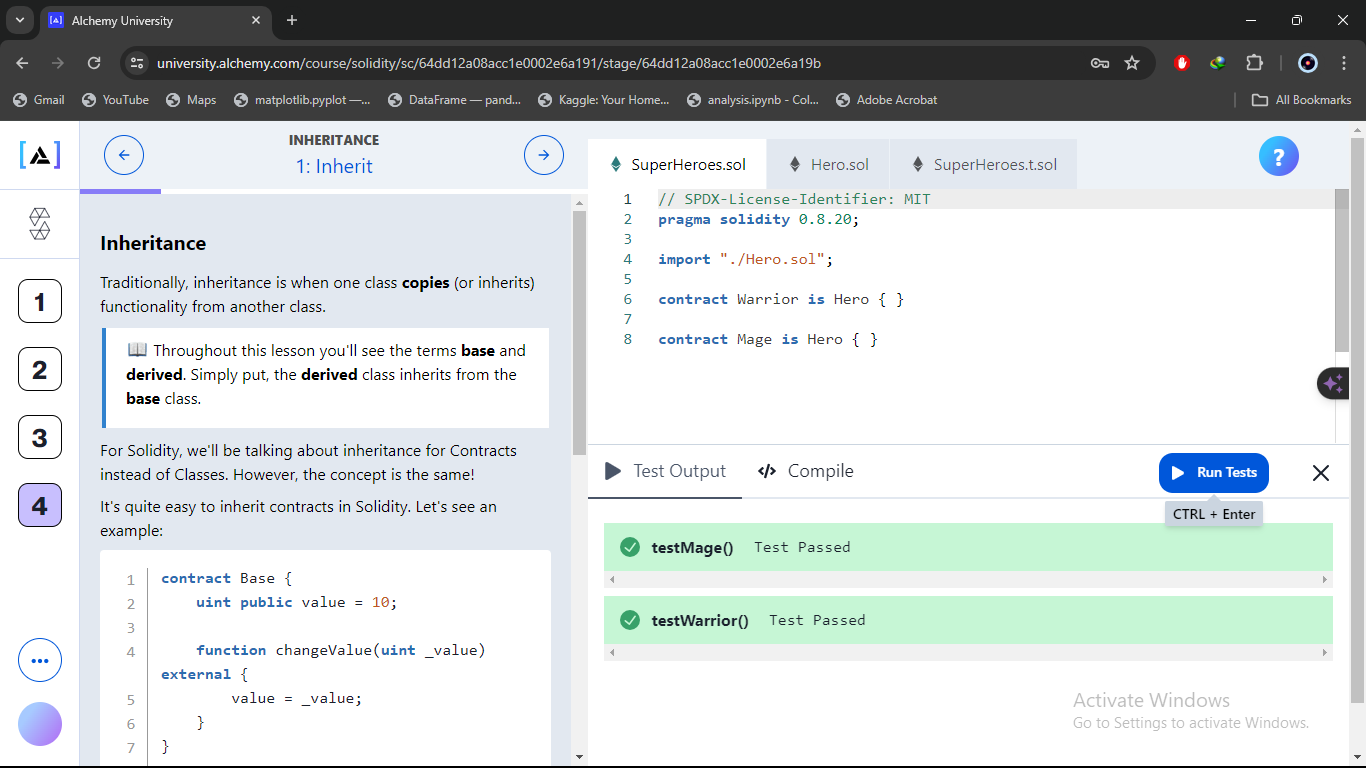 Alchemy University
university.alchemy.com/course/solidity/sc/64dd12a08acc1e0002e6a191/stage/64dd12a08acc1e0002e6a19b
Gmail
YouTube
Maps
matplotlib.pyplot —...
DataFrame — pand...
Kaggle: Your Home...
analysis.ipynb - Col...
Adobe Acrobat
All Bookmarks
INHERITANCE
1: Inherit
1
2
3
4
Inheritance
Traditionally, inheritance is when one class copies (or inherits)
functionality from another class.
📖 Throughout this lesson you'll see the terms base and
derived. Simply put, the derived class inherits from the
base class.
For Solidity, we'll be talking about inheritance for Contracts
instead of Classes. However, the concept is the same!
It's quite easy to inherit contracts in Solidity. Let's see an
example:
1 contract Base {
2 uint public value = 10;
3
4 function changeValue(uint _value)
external {
5 value = _value;
6 }
7 }
SuperHeroes.sol
Hero.sol
SuperHeroes.t.sol
?
1 // SPDX-License-Identifier: MIT
2 pragma solidity 0.8.20;
3
4 import "./Hero.sol";
5
6 contract Warrior is Hero { }
7
8 contract Mage is Hero { }
Test Output
Compile
Run Tests
CTRL + Enter
testMage() Test Passed
testWarrior() Test Passed
Activate Windows
Go to Settings to activate Windows.